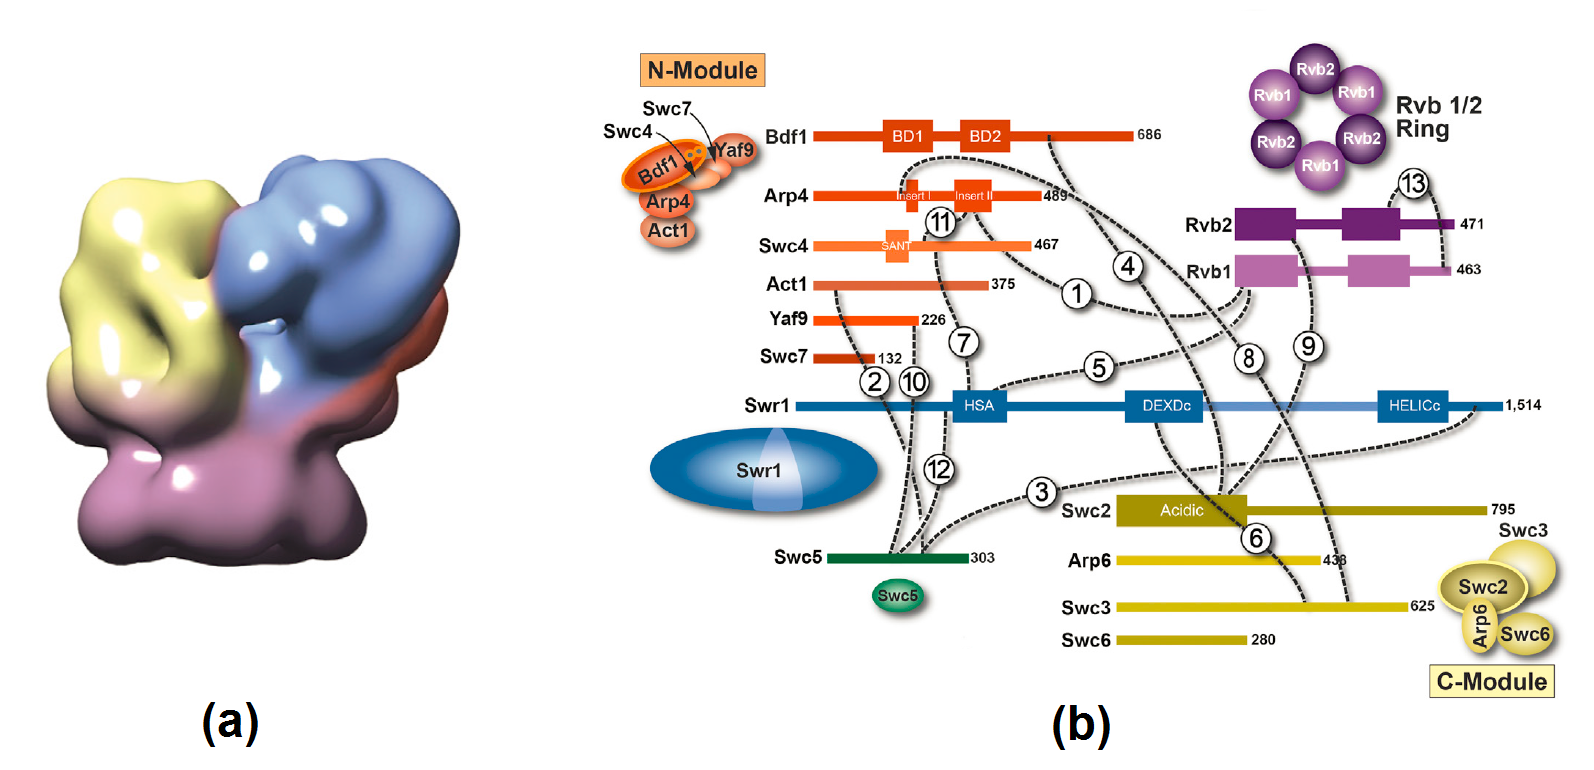 N-Module
Swc7
Swc4
Bdf1
Yaf9
Arp4
Act1
Bdf1 BD1 BD2 686
Arp4 Insert I Insert II 489
11
Swc4 SANT 467
Act1 375
Yaf9 226
Swc7 132
Rvb2
Rvb1 Rvb1
Rvb2 Rvb2
Rvb1
Rvb 1/2
Ring
13
Rvb2 471
Rvb1 463
4
1
7
9
8
5
2
10
Swr1 HSA DEXDc HELICc 1,514
Swr1
12
3
Swc2 Acidic 795
6
Swc5 303
Swc5
Arp6 438
Swc3 625
Swc6 280
Swc3
Swc2
Arp6
Swc6
C-Module
(a) (b)